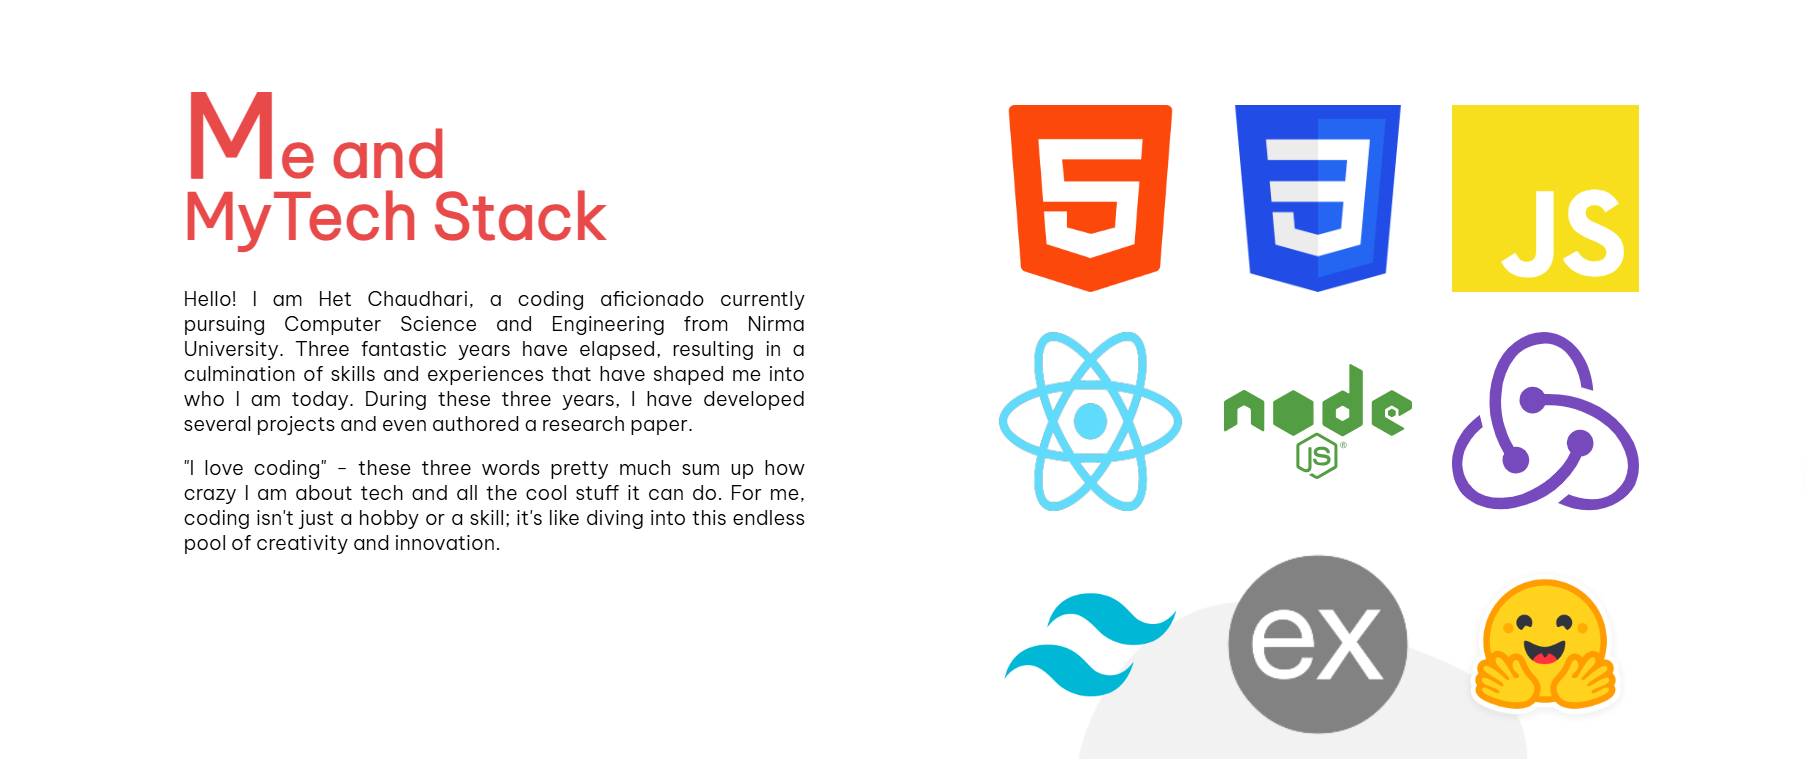 Me and
MyTech Stack
Hello! I am Het Chaudhari, a coding aficionado currently
pursuing Computer Science and Engineering from Nirma
University. Three fantastic years have elapsed, resulting in a
culmination of skills and experiences that have shaped me into
who I am today. During these three years, I have developed
several projects and even authored a research paper.
"I love coding" - these three words pretty much sum up how
crazy I am about tech and all the cool stuff it can do. For me,
coding isn't just a hobby or a skill; it's like diving into this endless
pool of creativity and innovation.
5
3
JS
node
JS®
ex